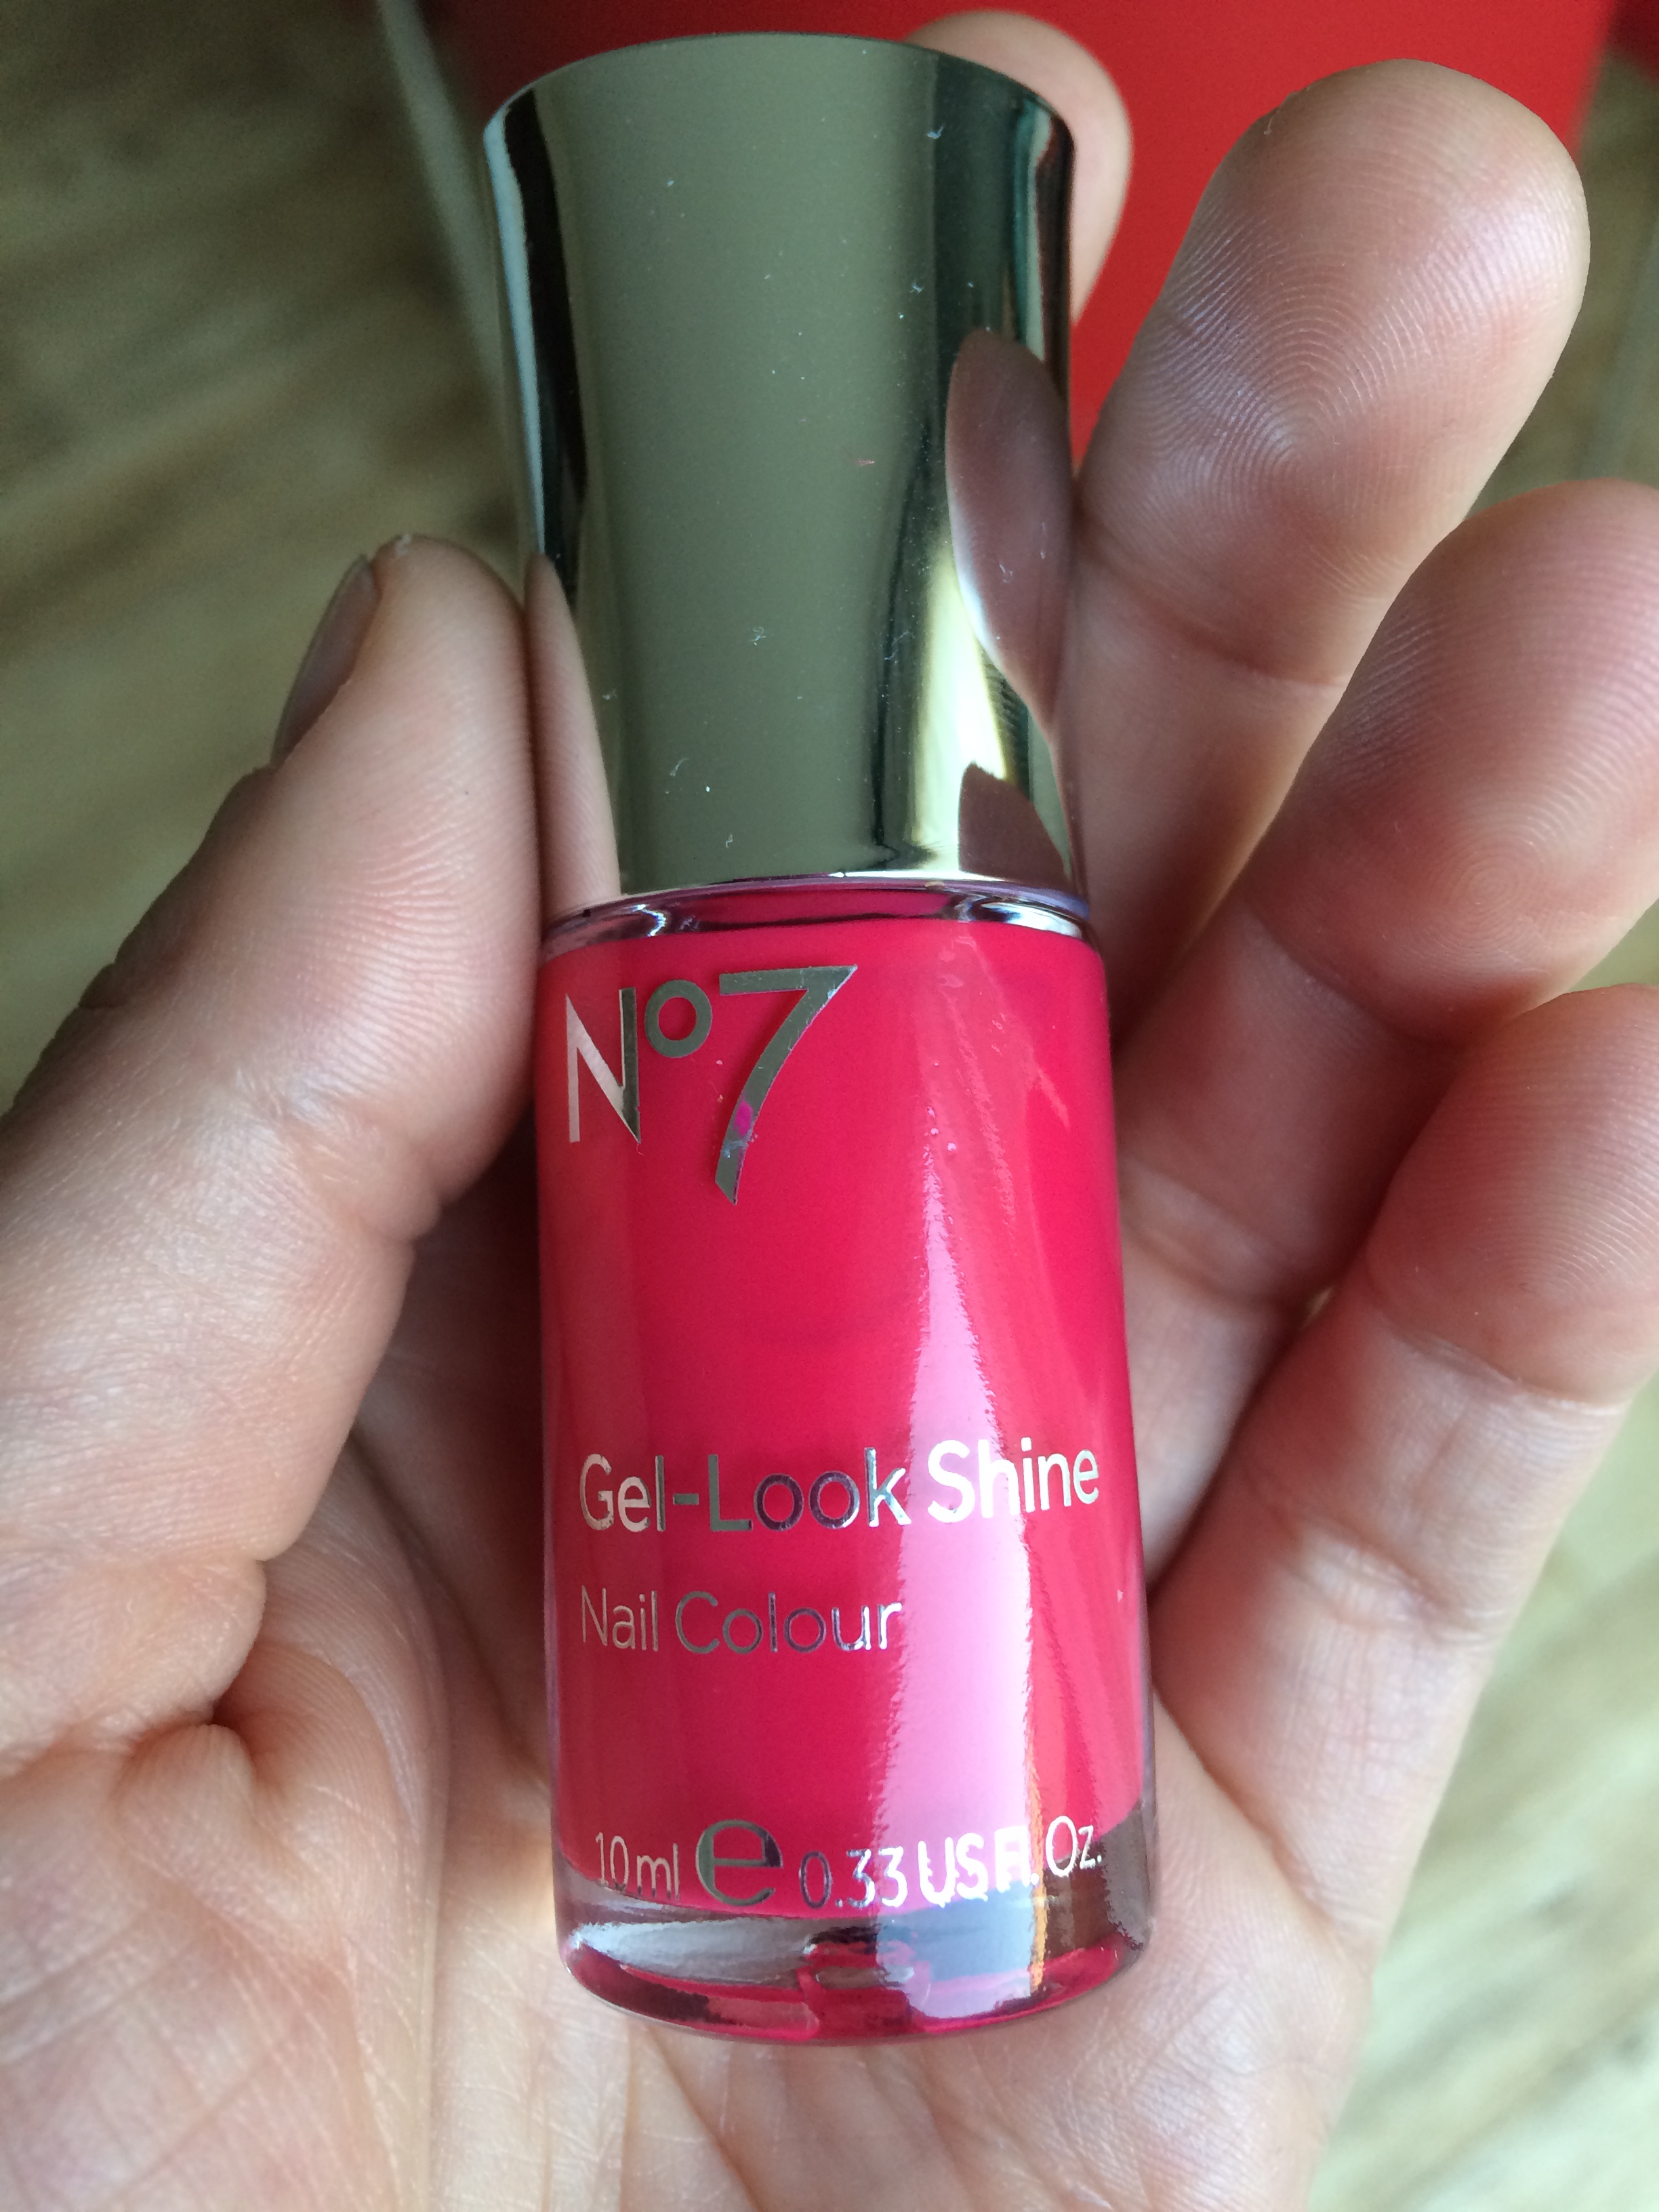 Nº7
Gel-Look Shine
Nail Colour
10ml e 0.33 US Fl. Oz.